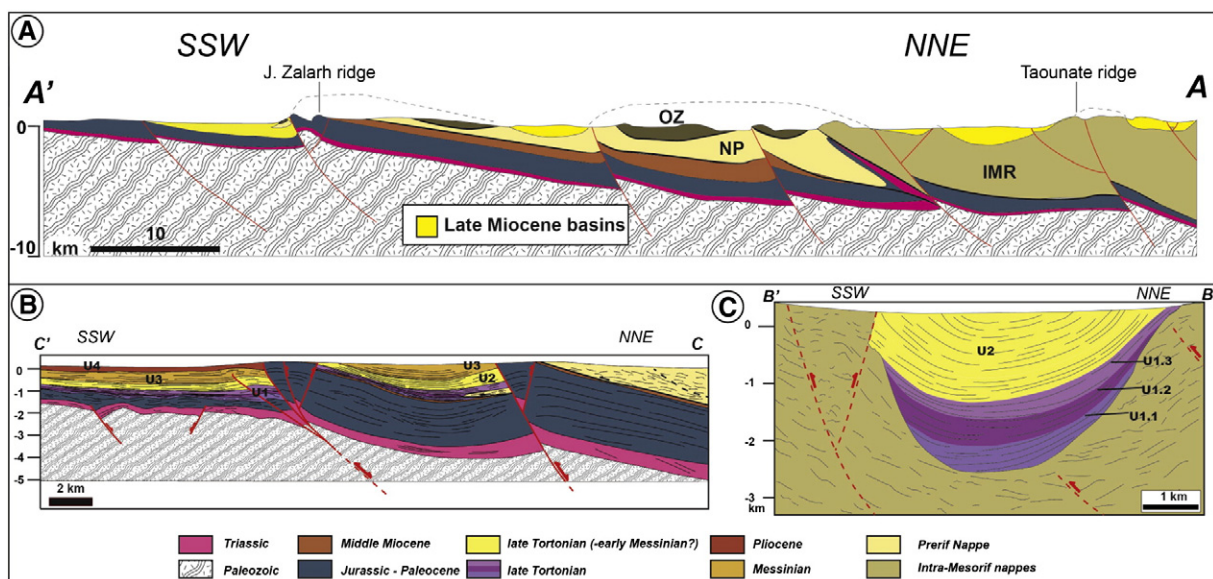 A
SSW
NNE
J. Zalarh ridge
Taounate ridge
A'
A
0
OZ
NP
IMR
10
km
-10
Late Miocene basins
B
SSW
NNE
C'
C
U4
U3
U3
U2
U1
0
-1
-2
-3
-4
-5
2 km
C
B'
SSW
NNE
B
0
U2
U1.3
U1.2
U1.1
-1
-2
-3
km
1 km
Triassic
Middle Miocene
late Tortonian (-early Messinian?)
Pliocene
Prerif Nappe
Paleozoic
Jurassic - Paleocene
late Tortonian
Messinian
Intra-Mesorif nappes